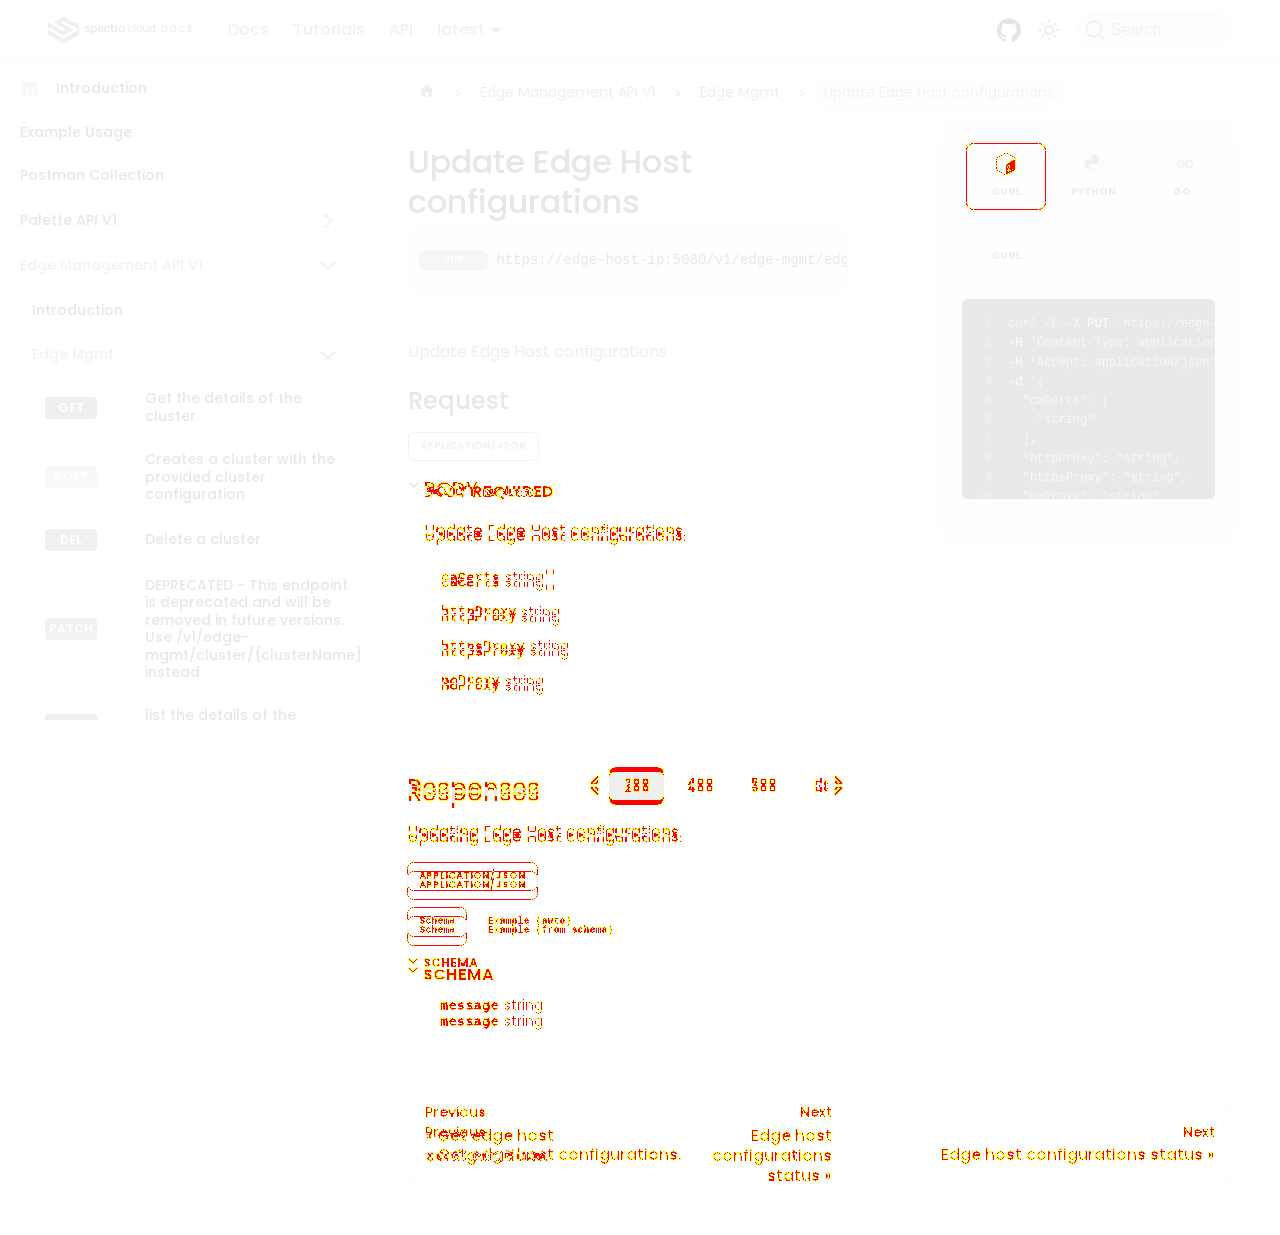 spectro cloud DOCS Docs Tutorials API latest Search
Introduction
Example Usage
Postman Collection
Palette API V1
Edge Management API V1
Introduction
Edge Mgmt
GET Get the details of the
cluster.
POST Creates a cluster with the
provided cluster
configuration
DEL Delete a cluster
PATCH DEPRECATED - This endpoint
is deprecated and will be
removed in future versions.
Use /v1/edge-
mgmt/cluster/{clusterName}
instead
list the details of the
Edge Management API V1 > Edge Mgmt > Update Edge Host configurations
Update Edge Host
configurations
PUT https://edge-host-ip:5080/v1/edge-mgmt/edg
Update Edge Host configurations
Request
APPLICATION/JSON
BODY REQUIRED
Update Edge Host configurations.
caCerts string[]
httpProxy string
httpsProxy string
noProxy string
Responses 200 400 500
Updating Edge Host configurations.
APPLICATION/JSON
APPLICATION/JSON
Schema Example (auto)
Schema Example (from schema)
SCHEMA
SCHEMA
message string
message string
Previous
Previous
Next
Edge host
configurations
status »
Next
Edge host configurations status »
CURL PYTHON GO
CURL
1 curl -L -X PUT 'https://edge-
2 -H 'Content-Type: application
3 -H 'Accept: application/json'
4 -d '{
5 "caCerts": [
6 "string"
7 ],
8 "httpProxy": "string",
9 "httpsProxy": "string",
10 "noProxy": "string"